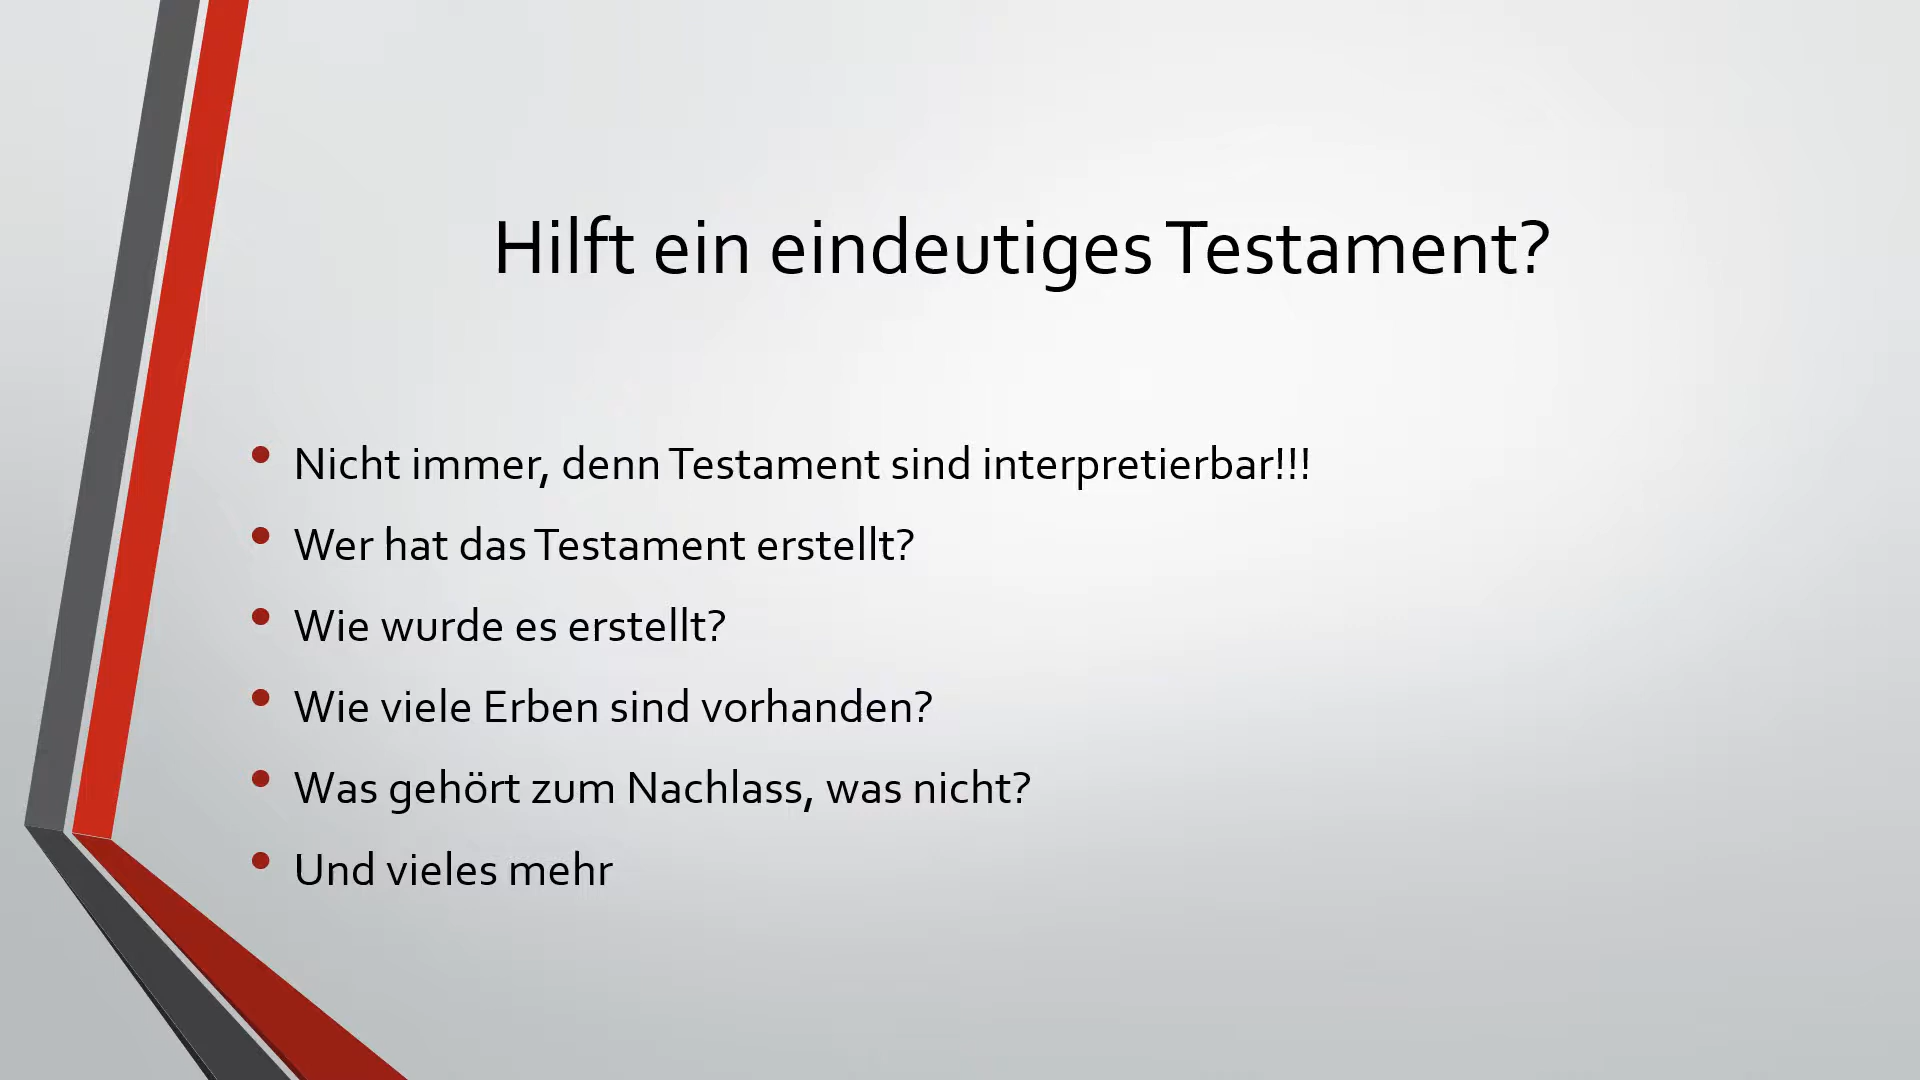 Hilft ein eindeutiges Testament?
• Nicht immer, denn Testament sind interpretierbar!!!
• Wer hat das Testament erstellt?
• Wie wurde es erstellt?
• Wie viele Erben sind vorhanden?
• Was gehört zum Nachlass, was nicht?
• Und vieles mehr